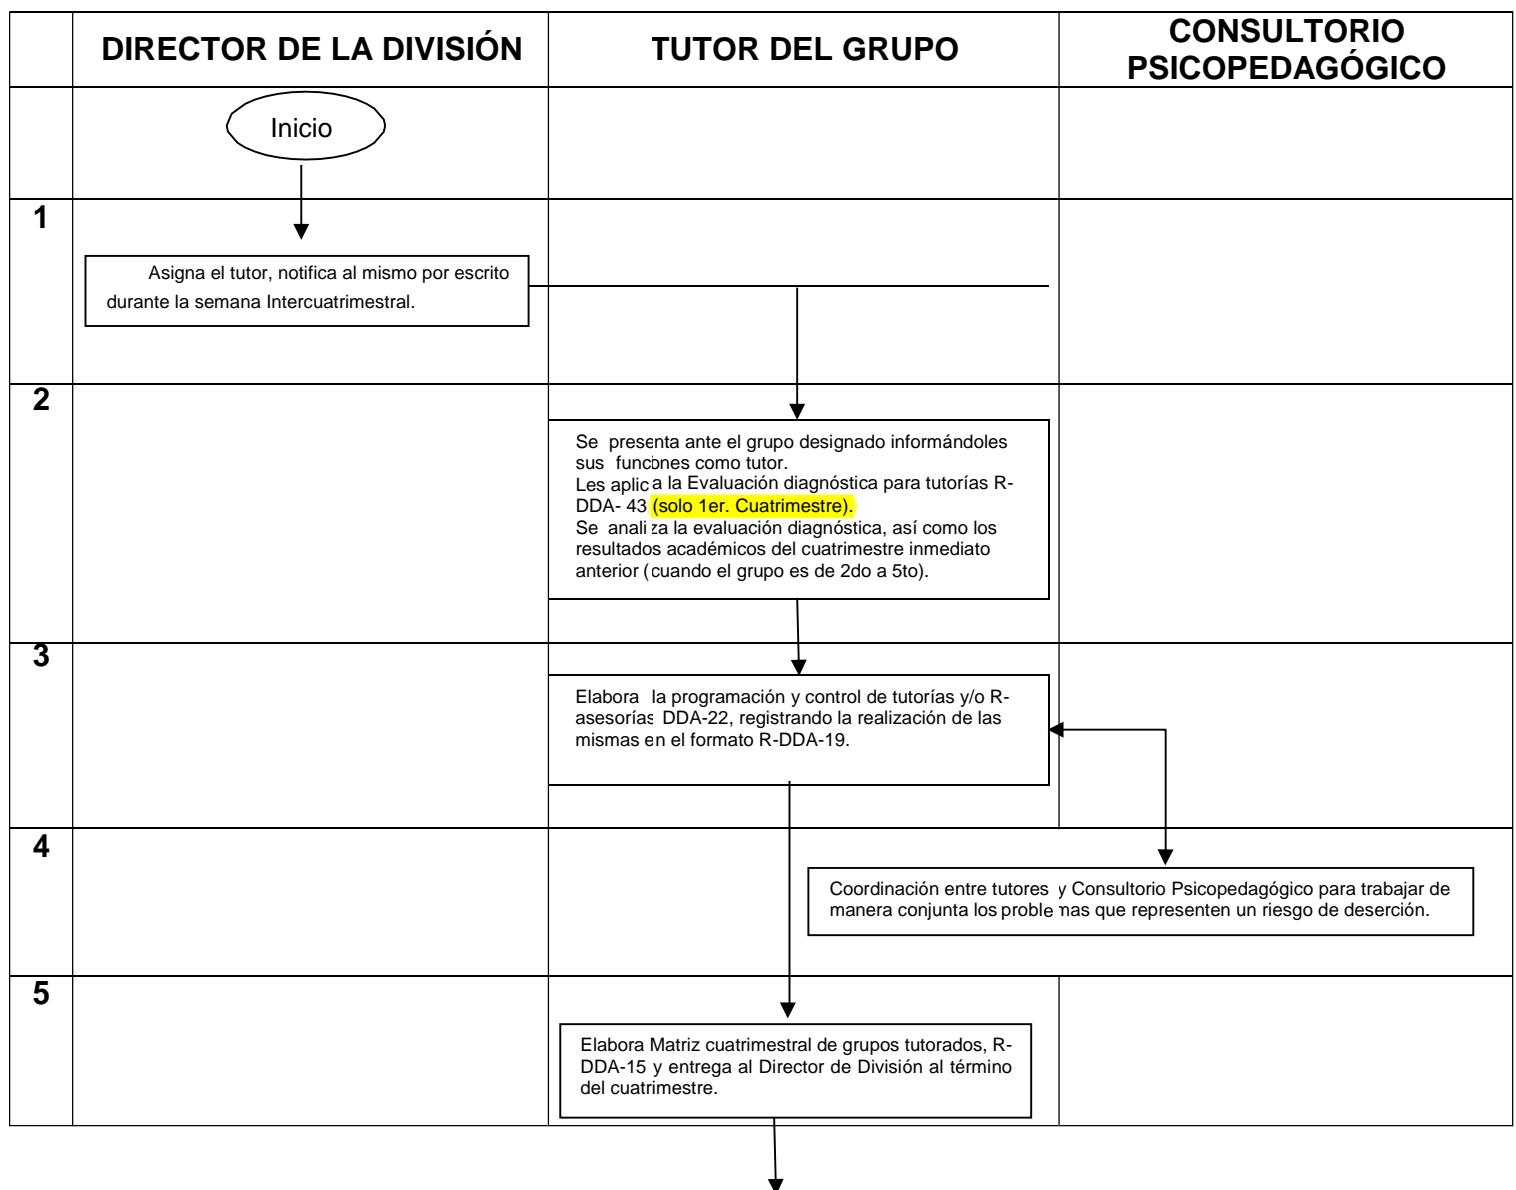 DIRECTOR DE LA DIVISIÓN
TUTOR DEL GRUPO
CONSULTORIO
PSICOPEDAGÓGICO
Inicio
1
Asigna el tutor, notifica al mismo por escrito
durante la semana Intercuatrimestral.
2
Se presenta ante el grupo designado informándoles
sus funciones como tutor.
Les aplica la Evaluación diagnóstica para tutorías R-
DDA- 43 (solo 1er. Cuatrimestre).
Se analiza la evaluación diagnóstica, así como los
resultados académicos del cuatrimestre inmediato
anterior (cuando el grupo es de 2do a 5to).
3
Elabora la programación y control de tutorías y/o R-
asesorías DDA-22, registrando la realización de las
mismas en el formato R-DDA-19.
4
Coordinación entre tutores y Consultorio Psicopedagógico para trabajar de
manera conjunta los problemas que representen un riesgo de deserción.
5
Elabora Matriz cuatrimestral de grupos tutorados, R-
DDA-15 y entrega al Director de División al término
del cuatrimestre.